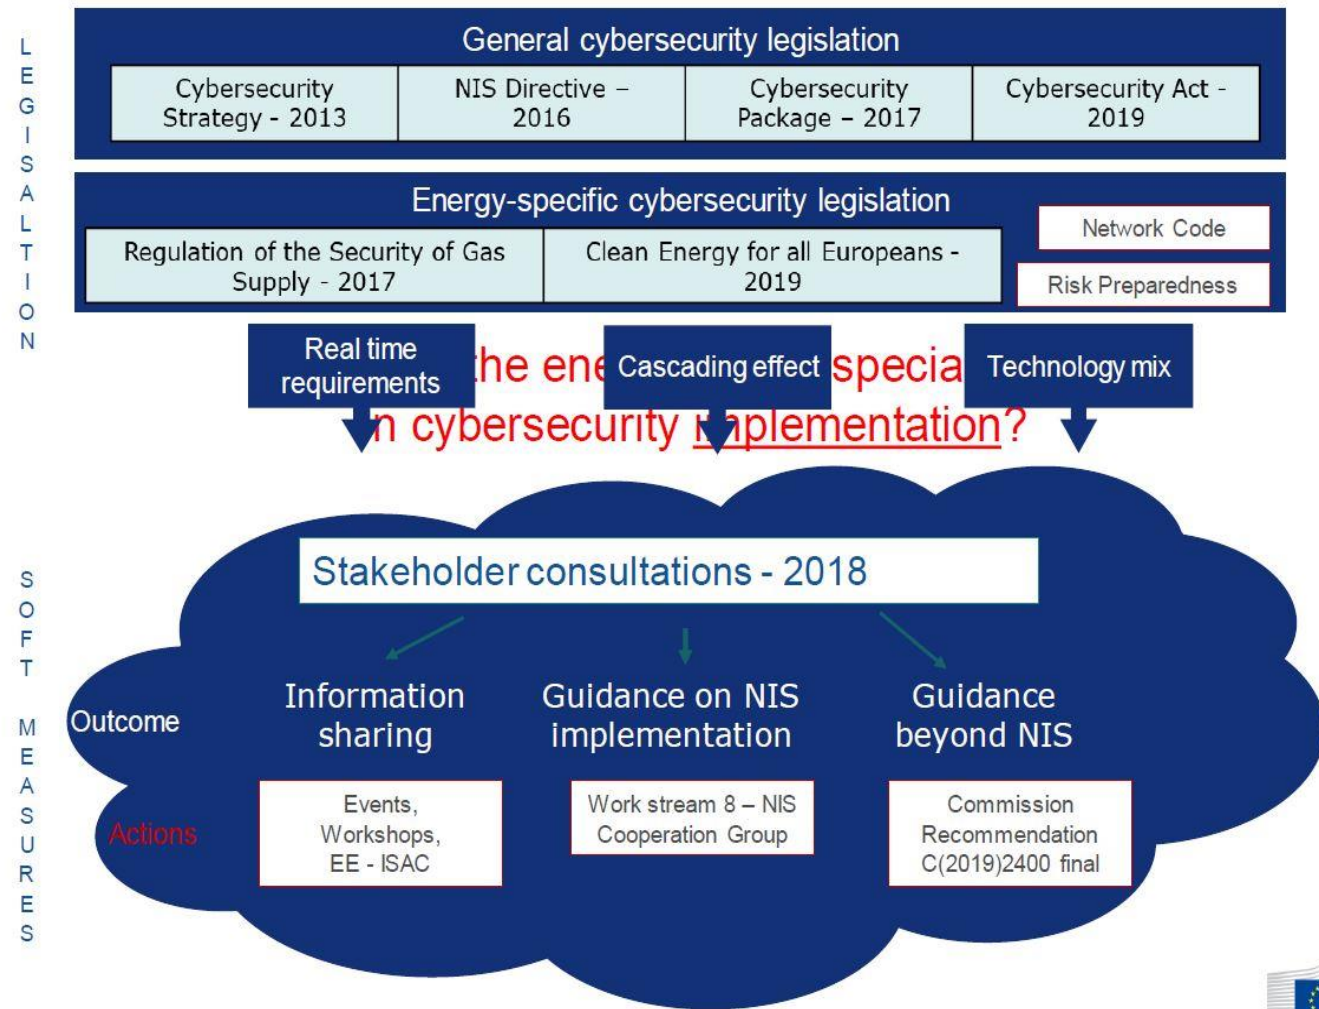 LEGISALTION
General cybersecurity legislation
Cybersecurity
Strategy - 2013
NIS Directive –
2016
Cybersecurity
Package – 2017
Cybersecurity Act -
2019
Energy-specific cybersecurity legislation
Regulation of the Security of Gas
Supply - 2017
Clean Energy for all Europeans -
2019
Network Code
Risk Preparedness
Real time
requirements
the
Cascading effect
Technology mix
cybersecurity implementation?
SOFT MEASURES
Stakeholder consultations - 2018
Outcome
Information
sharing
Guidance on NIS
implementation
Guidance
beyond NIS
Actions
Events,
Workshops,
EE - ISAC
Work stream 8 – NIS
Cooperation Group
Commission
Recommendation
C(2019)2400 final